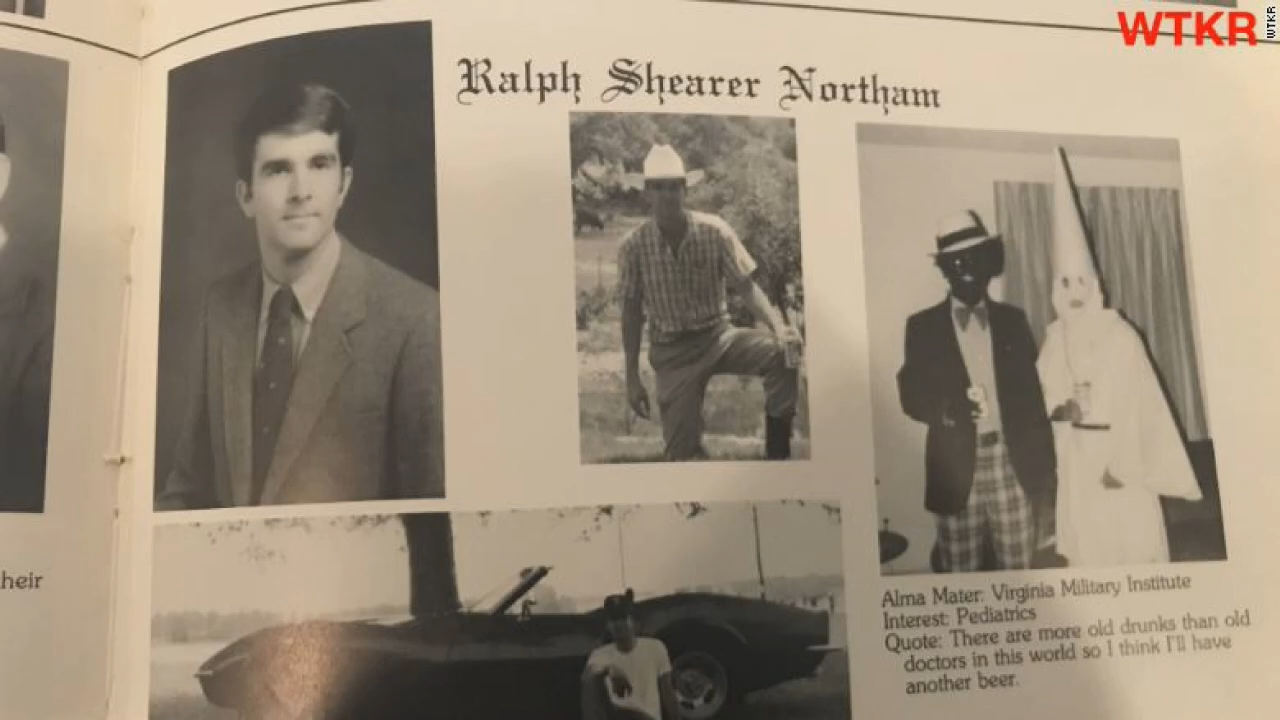 WTKR
WTKR
Ralph Shearer Northam
heir
Alma Mater: Virginia Military Institute
Interest: Pediatrics
Quote: There are more old drunks than old
doctors in this world so I think I'll have
another beer.